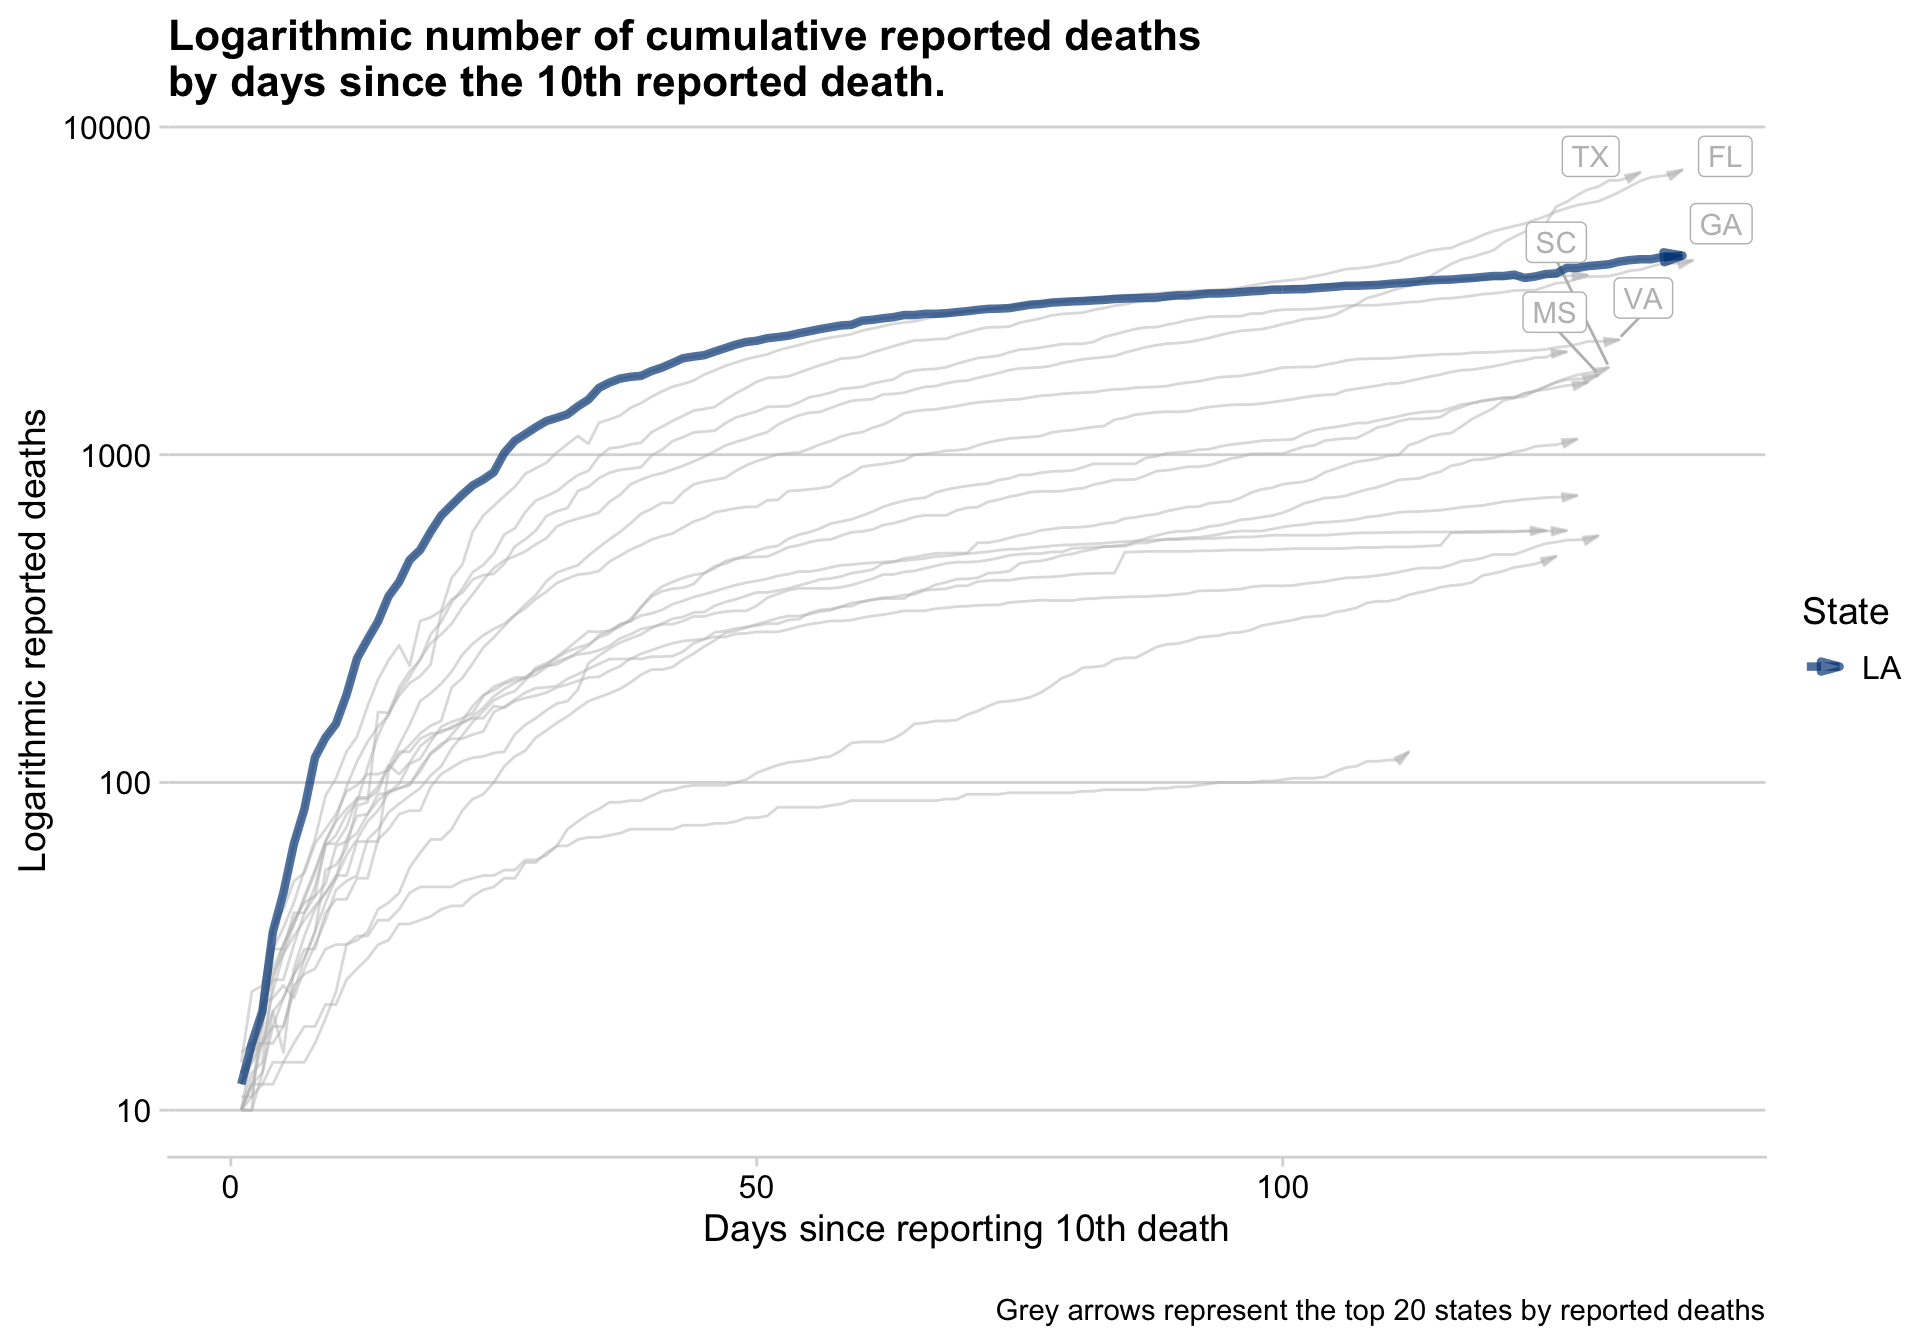 Logarithmic number of cumulative reported deaths
by days since the 10th reported death.
10000
1000
100
10
Logarithmic reported deaths
TX
FL
GA
SC
VA
MS
State
LA
0
50
100
Days since reporting 10th death
Grey arrows represent the top 20 states by reported deaths